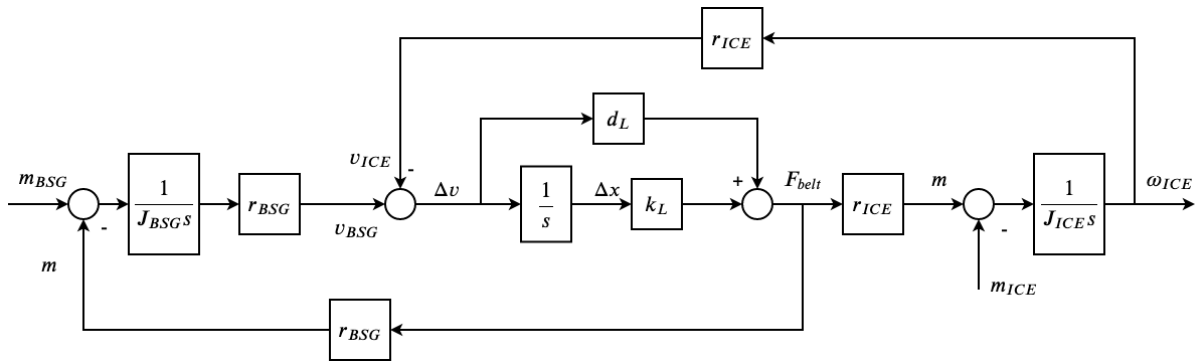 r_ICE
d_L
v_ICE
-
m_BSG
1
J_BSG s
r_BSG
Δv
1
s
Δx
k_L
+
F_belt
r_ICE
m
1
J_ICE s
ω_ICE
-
v_BSG
-
m
m_ICE
r_BSG